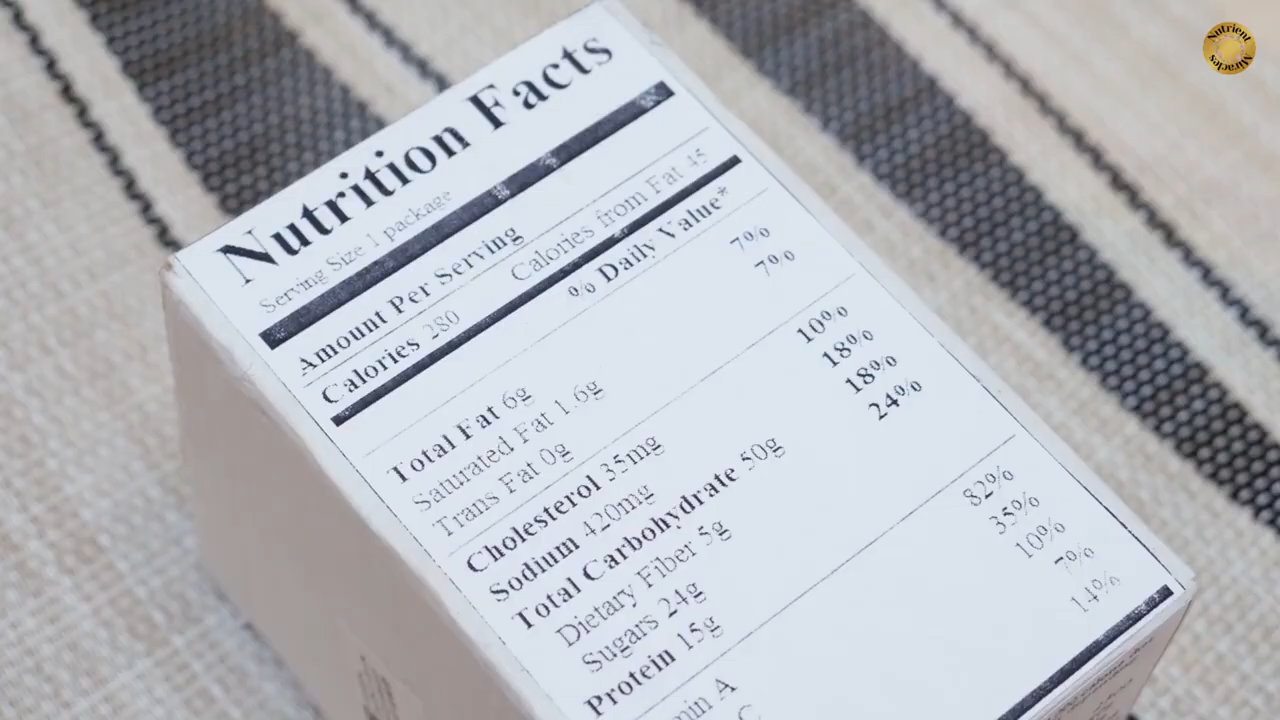 Nutrient Miracles
Nutrition Facts
Serving Size 1 package
Amount Per Serving
Calories 280 Calories from Fat 45
% Daily Value*
Total Fat 6g 7%
Saturated Fat 1.6g 7%
Trans Fat 0g
Cholesterol 35mg 10%
Sodium 420mg 18%
Total Carbohydrate 50g 18%
Dietary Fiber 5g 24%
Sugars 24g
Protein 15g 82%
35%
10%
7%
14%